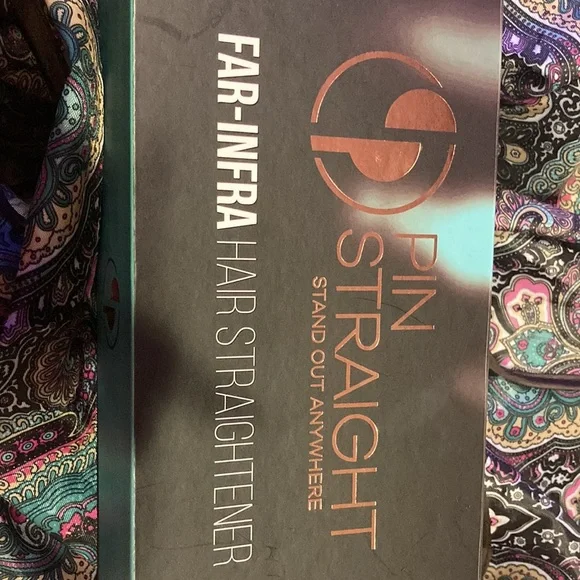 PIN
STRAIGHT
STAND OUT ANYWHERE
FAR-INFRA HAIR STRAIGHTENER